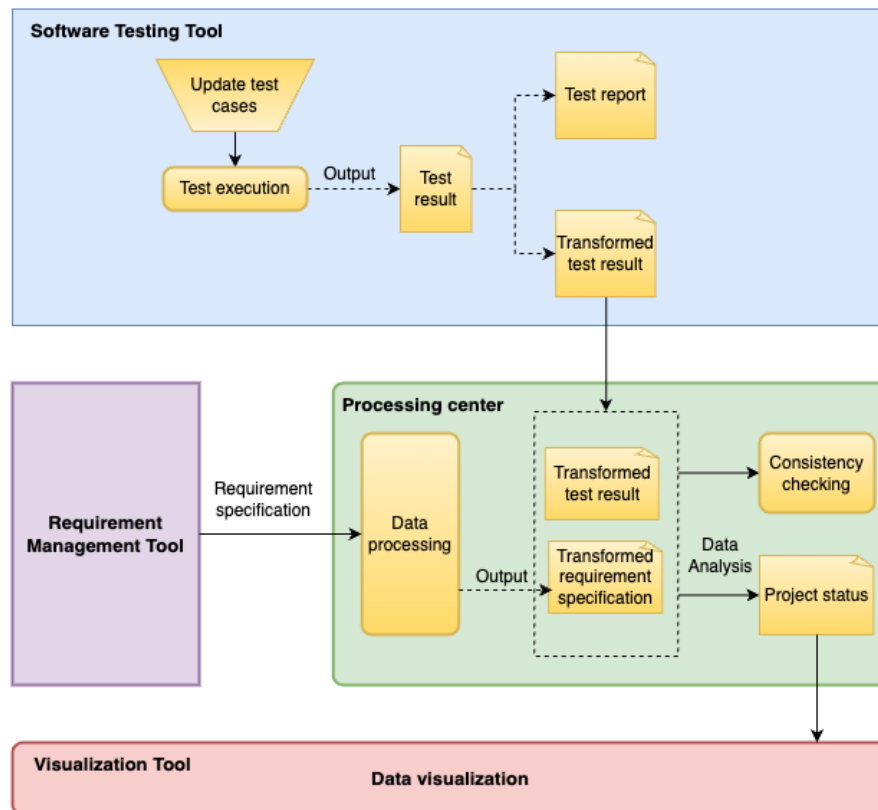 Software Testing Tool
Update test
cases
Test report
Test execution
Output
Test
result
Transformed
test result
Processing center
Requirement
Management Tool
Requirement
specification
Data
processing
Output
Transformed
test result
Transformed
requirement
specification
Consistency
checking
Data
Analysis
Project status
Visualization Tool
Data visualization